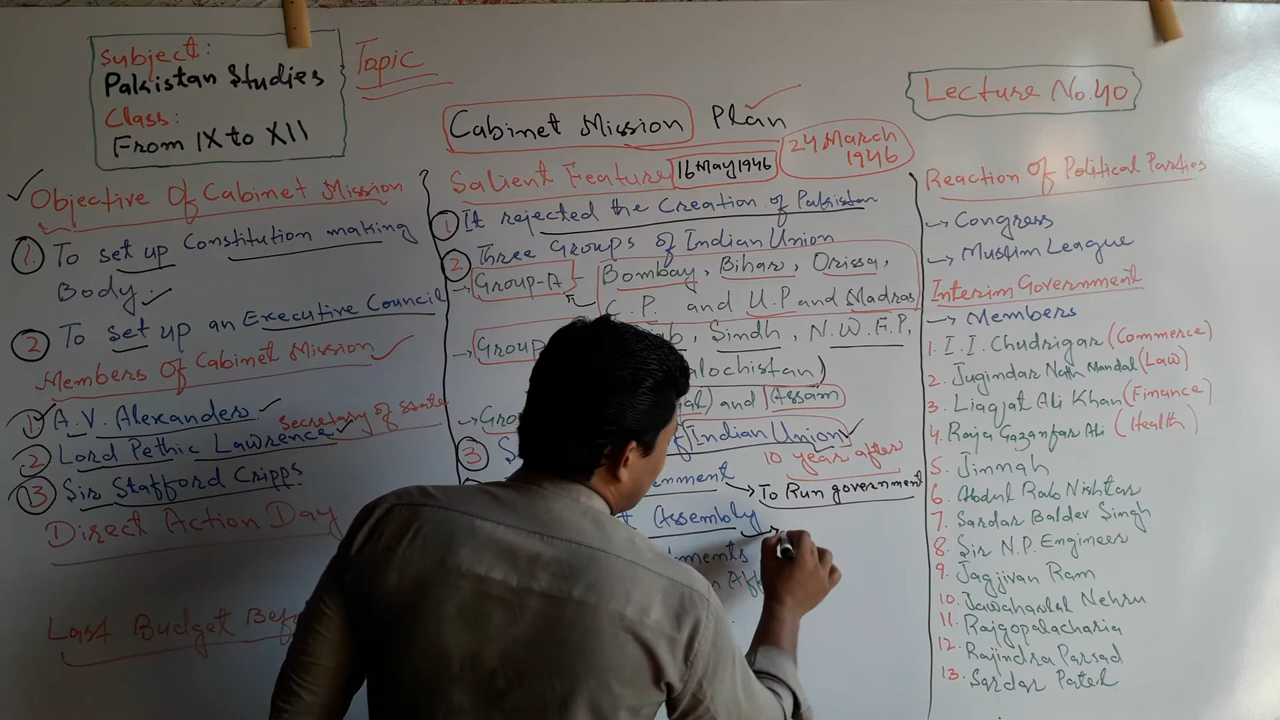 Subject:
Pakistan Studies
Class:
From IX to XII
Topic
Lecture No.40
Cabinet Mission Plan
Objective Of Cabinet Mission
1. To set up Constitution making
Body.
2 To set up an Executive Council
Members Of Cabinet Mission
1 A.V. Alexander
Secretary of state
2 Lord Pethic Lawrence
3 Sir Stafford Cripps.
Direct Action Day
Last Budget
Salient Feature 16 May 1946
24 March
1946
1 It rejected the Creation of Pakistan
2 Three Groups of Indian Union
→ Group-A Bombay, Bihar, Orissa,
C.P. and U.P and Madras
→ Group Sindh, N.W.F.P,
and Assam
3 Indian Union
10 year after
→ To Run government
Assembly →
Reaction Of Political Parties
→ Congress
→ Muslim League
Interim Government
→ Members
1. I.I. Chudrigar (Commerce)
2. Jugindar Nath Mandal (Law)
3. Liaqat Ali Khan (Finance)
4. Raja Gazanfar Ali (Health)
5. Jinnah
6. Abdul Rab Nishtar
7. Sardar Baldev Singh
8. Sir N.P. Engineer
9. Jagjivan Ram
10. Jawaharlal Nehru
11. Rajgopalacharia
12. Rajindra Parsad
13. Sardar Patel